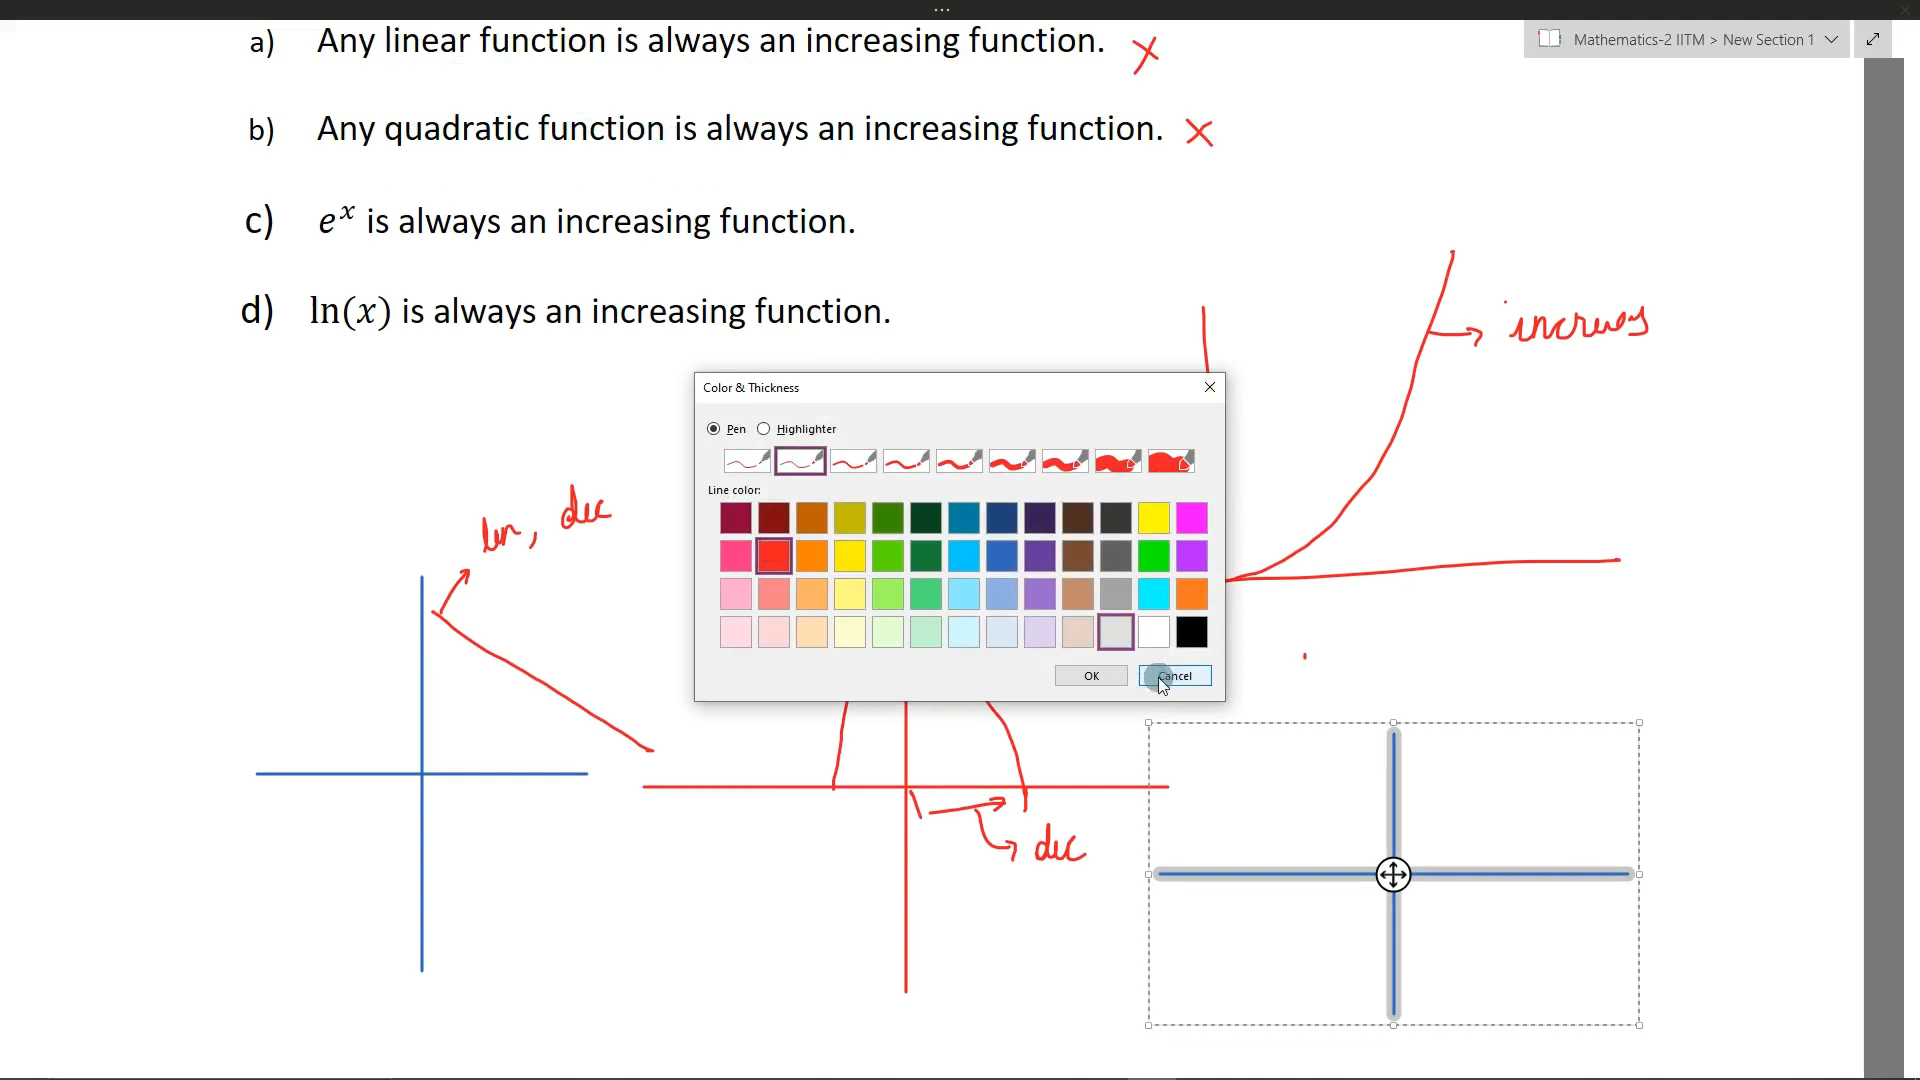 ...
Mathematics-2 IITM > New Section 1
a) Any linear function is always an increasing function. X
b) Any quadratic function is always an increasing function. X
c) eˣ is always an increasing function.
d) ln(x) is always an increasing function.
Color & Thickness
Pen Highlighter
Line color:
OK Cancel
dec
dec